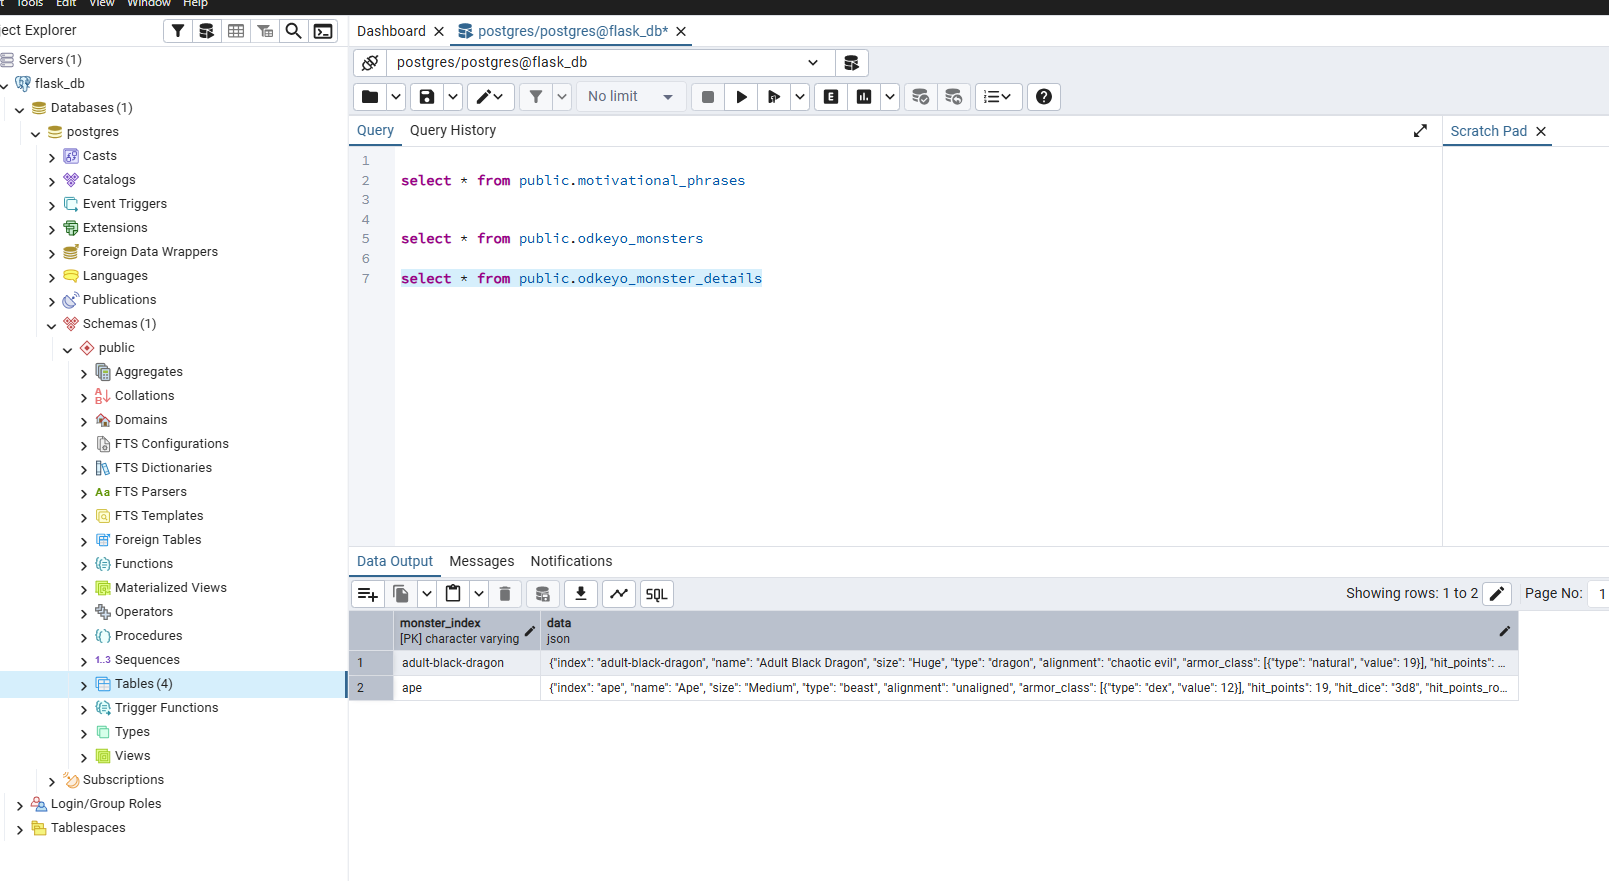 t Tools Edit View Window Help
ject Explorer
Servers (1)
flask_db
Databases (1)
postgres
Casts
Catalogs
Event Triggers
Extensions
Foreign Data Wrappers
Languages
Publications
Schemas (1)
public
Aggregates
Collations
Domains
FTS Configurations
FTS Dictionaries
Aa FTS Parsers
FTS Templates
Foreign Tables
Functions
Materialized Views
Operators
Procedures
1..3 Sequences
Tables (4)
Trigger Functions
Types
Views
Subscriptions
Login/Group Roles
Tablespaces
Dashboard postgres/postgres@flask_db*
postgres/postgres@flask_db
No limit E
Query Query History
Scratch Pad
1
2 select * from public.motivational_phrases
3
4
5 select * from public.odkeyo_monsters
6
7 select * from public.odkeyo_monster_details
Data Output Messages Notifications
SQL Showing rows: 1 to 2 Page No: 1
monster_index data
[PK] character varying json
1 adult-black-dragon {"index": "adult-black-dragon", "name": "Adult Black Dragon", "size": "Huge", "type": "dragon", "alignment": "chaotic evil", "armor_class": [{"type": "natural", "value": 19}], "hit_points": ...
2 ape {"index": "ape", "name": "Ape", "size": "Medium", "type": "beast", "alignment": "unaligned", "armor_class": [{"type": "dex", "value": 12}], "hit_points": 19, "hit_dice": "3d8", "hit_points_ro...